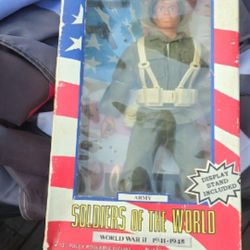 ARMY
SOLDIERS OF THE WORLD
WORLD WAR II 1941-1945
DISPLAY
STAND
INCLUDED